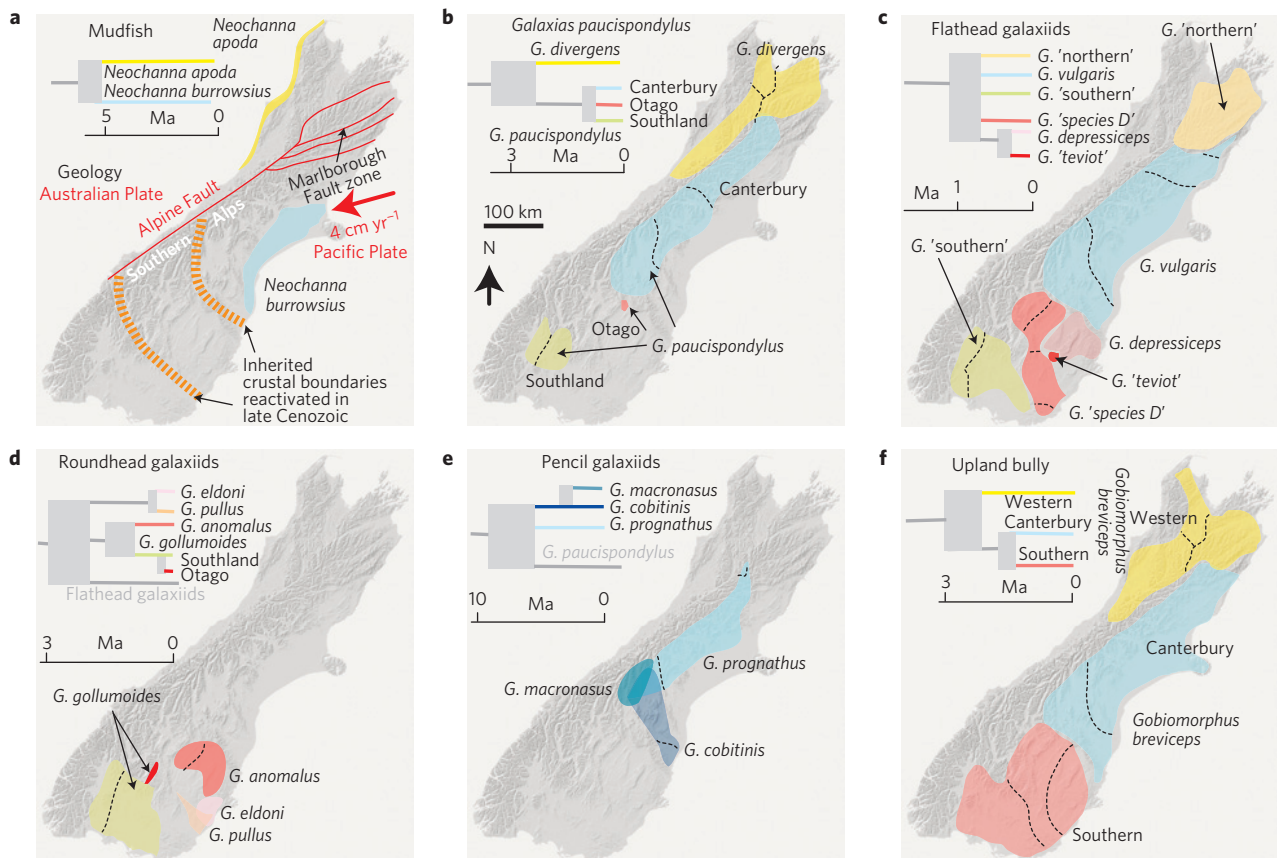 a
Mudfish
Neochanna
apoda
Neochanna apoda
Neochanna burrowsius
5
Ma
0
Geology
Australian Plate
Alpine Fault
Southern
Alps
Marlborough
Fault zone
4 cm yr⁻¹
Pacific Plate
Neochanna
burrowsius
Inherited
crustal boundaries
reactivated in
late Cenozoic
b
Galaxias paucispondylus
G. divergens
G. divergens
Canterbury
Otago
Southland
G. paucispondylus
3
Ma
0
100 km
N
Canterbury
Otago
G. paucispondylus
Southland
c
Flathead galaxiids
G. 'northern'
G. 'northern'
G. vulgaris
G. 'southern'
G. 'species D'
G. depressiceps
G. 'teviot'
Ma
1
0
G. 'southern'
G. vulgaris
G. depressiceps
G. 'teviot'
G. 'species D'
d
Roundhead galaxiids
G. eldoni
G. pullus
G. anomalus
G. gollumoides
Southland
Otago
Flathead galaxiids
3
Ma
0
G. gollumoides
G. anomalus
G. eldoni
G. pullus
e
Pencil galaxiids
G. macronasus
G. cobitinis
G. prognathus
G. paucispondylus
10
Ma
0
G. prognathus
G. macronasus
G. cobitinis
f
Upland bully
Western
Canterbury
Southern
Gobiomorphus
breviceps
Western
3
Ma
0
Canterbury
Gobiomorphus
breviceps
Southern